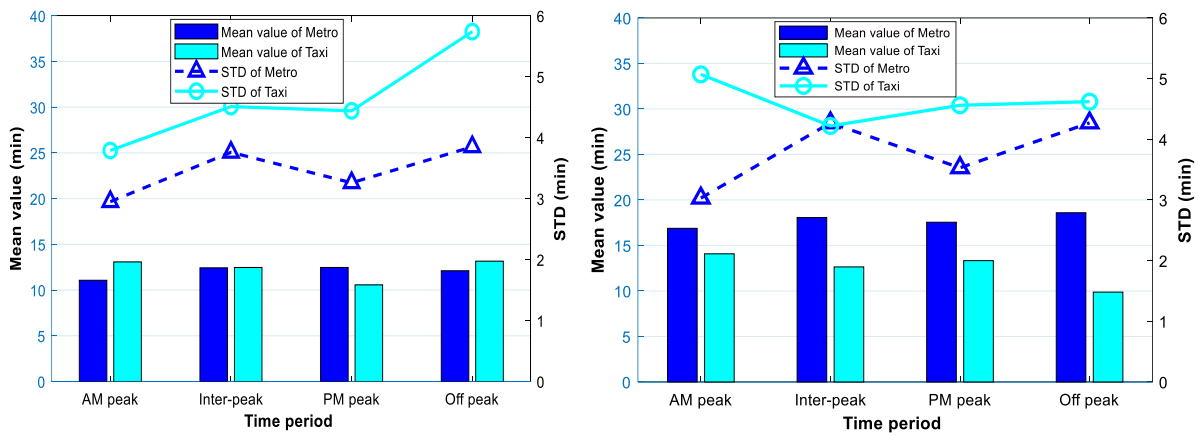 Mean value of Metro
Mean value of Taxi
STD of Metro
STD of Taxi
40
35
30
25
20
15
10
5
0
Mean value (min)
6
5
4
3
2
1
0
STD (min)
AM peak
Inter-peak
PM peak
Off peak
Time period
Mean value of Metro
Mean value of Taxi
STD of Metro
STD of Taxi
40
35
30
25
20
15
10
5
0
Mean value (min)
6
5
4
3
2
1
0
STD (min)
AM peak
Inter-peak
PM peak
Off peak
Time period